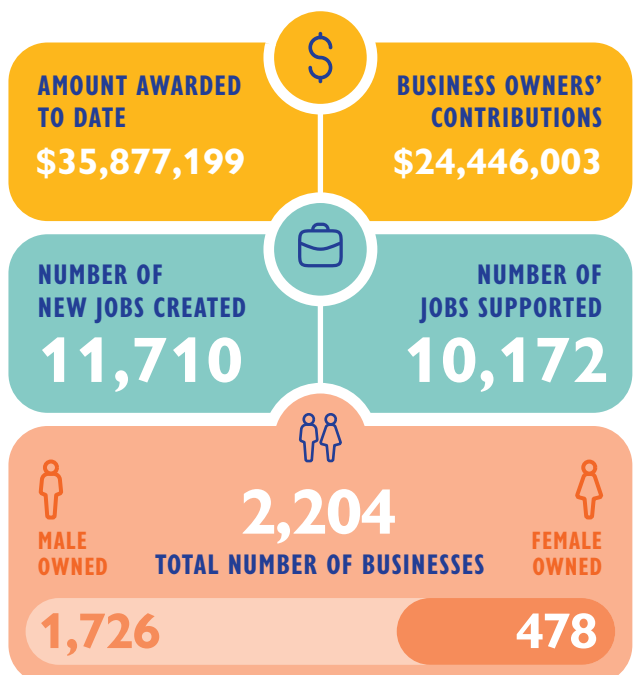 $
AMOUNT AWARDED
TO DATE
$35,877,199
BUSINESS OWNERS’
CONTRIBUTIONS
$24,446,003
NUMBER OF
NEW JOBS CREATED
11,710
NUMBER OF
JOBS SUPPORTED
10,172
2,204
TOTAL NUMBER OF BUSINESSES
MALE
OWNED
1,726
FEMALE
OWNED
478